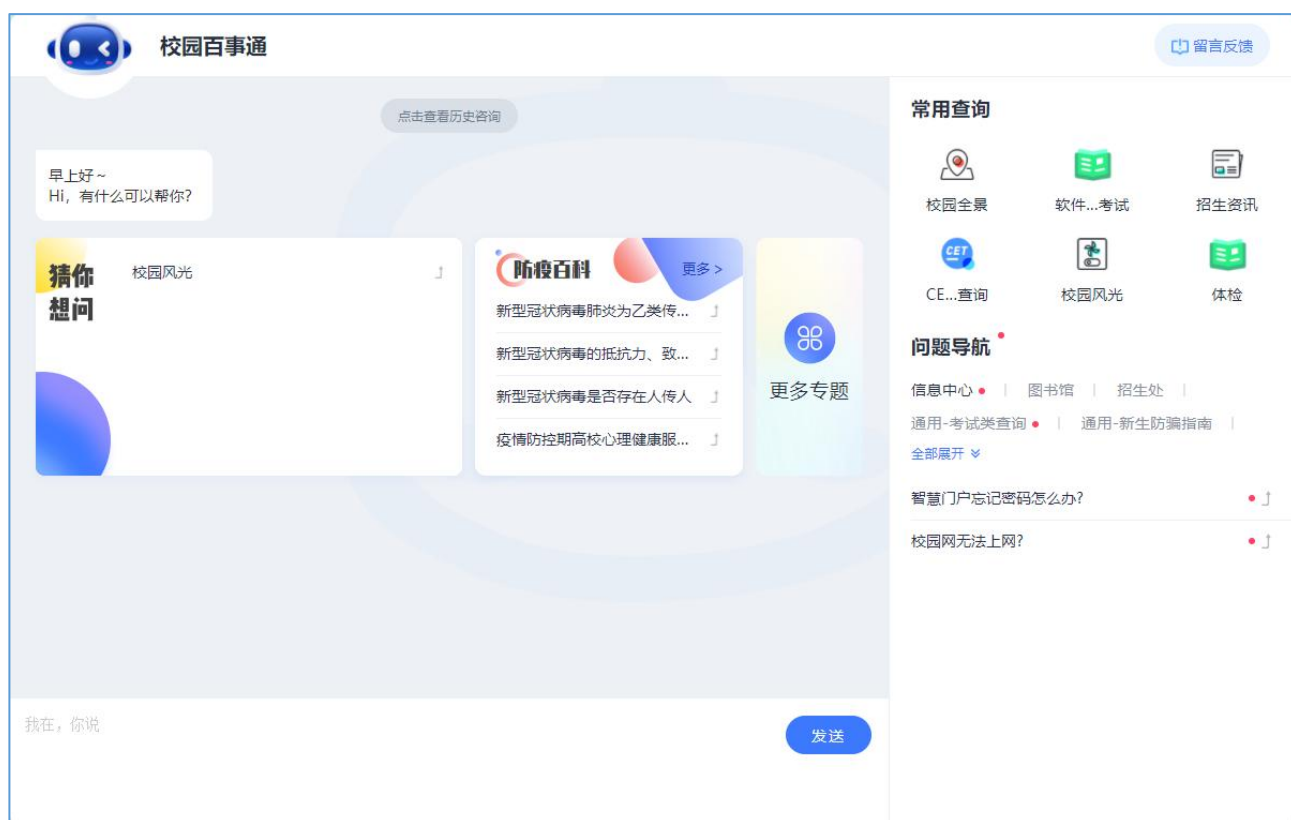 校园百事通
留言反馈
点击查看历史咨询
早上好~
Hi，有什么可以帮你？
猜你
想问
校园风光
防疫百科
更多 >
新型冠状病毒肺炎为乙类传...
新型冠状病毒的抵抗力、致...
新型冠状病毒是否存在人传人
疫情防控期高校心理健康服...
更多专题
我在，你说
发送
常用查询
校园全景
软件...考试
招生资讯
CET
CE...查询
校园风光
体检
问题导航
信息中心 | 图书馆 | 招生处 |
通用-考试类查询 | 通用-新生防骗指南 |
全部展开
智慧门户忘记密码怎么办？
校园网无法上网？